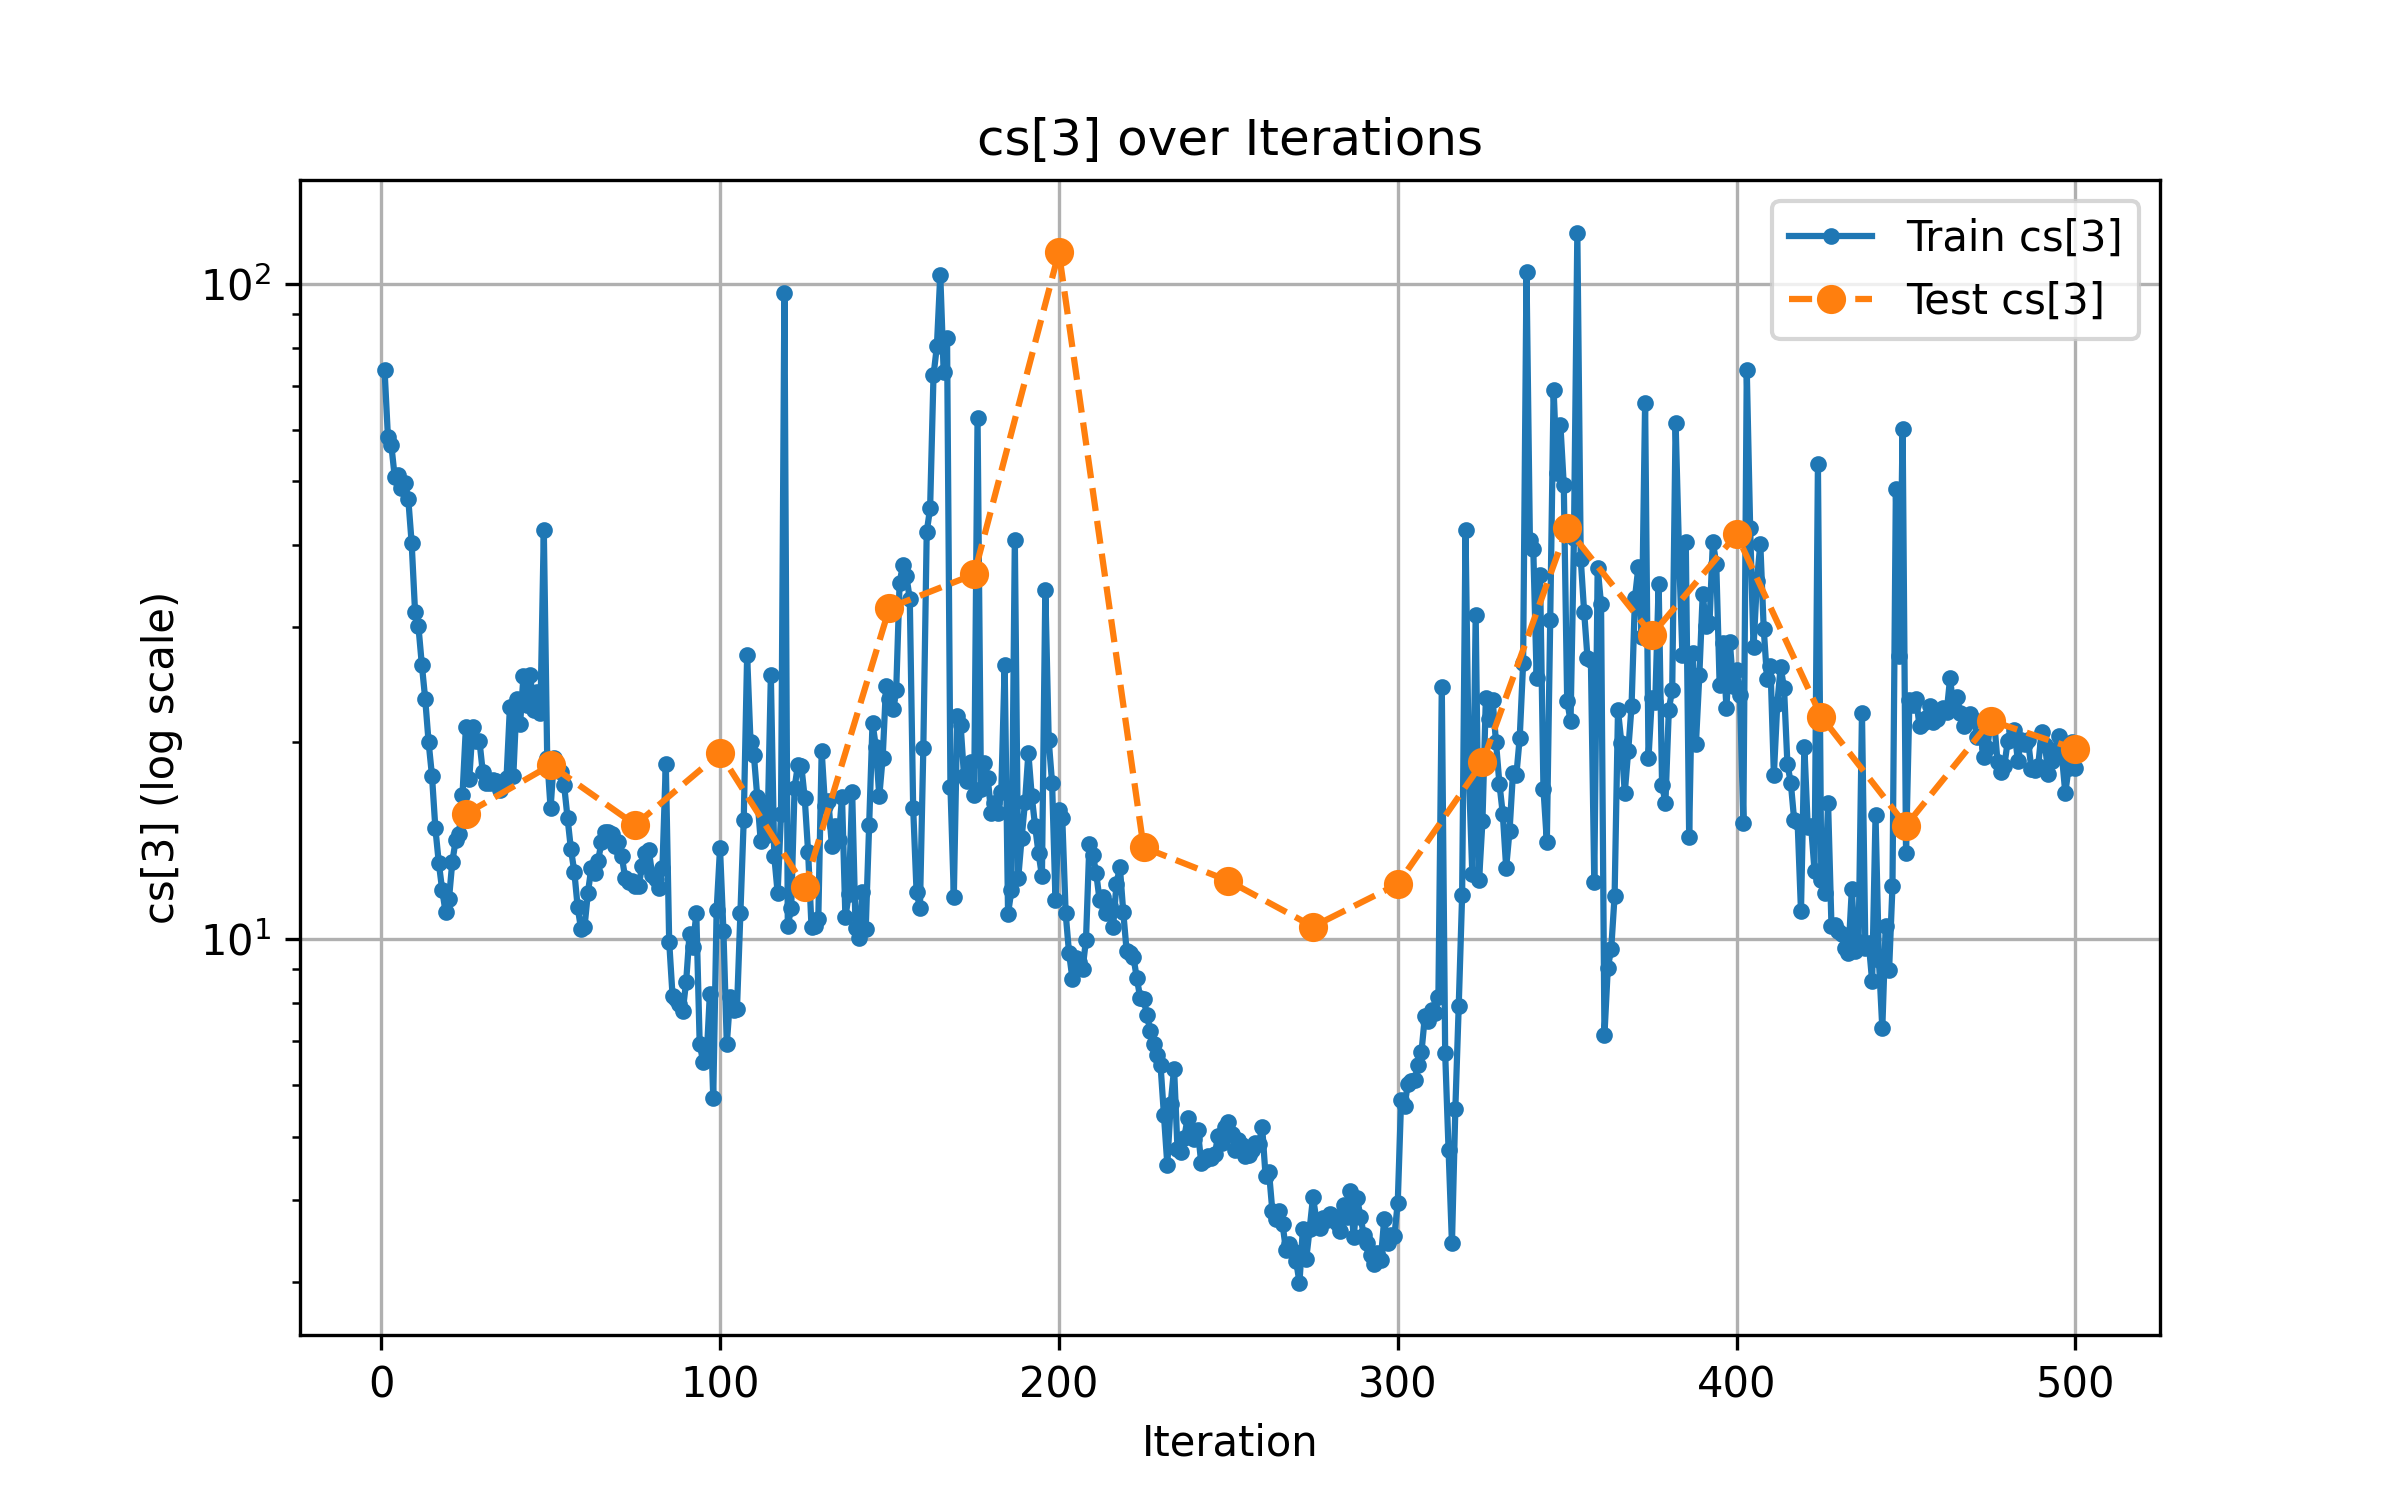 cs[3] over Iterations
Train cs[3]
Test cs[3]
10²
10¹
cs[3] (log scale)
0 100 200 300 400 500
Iteration